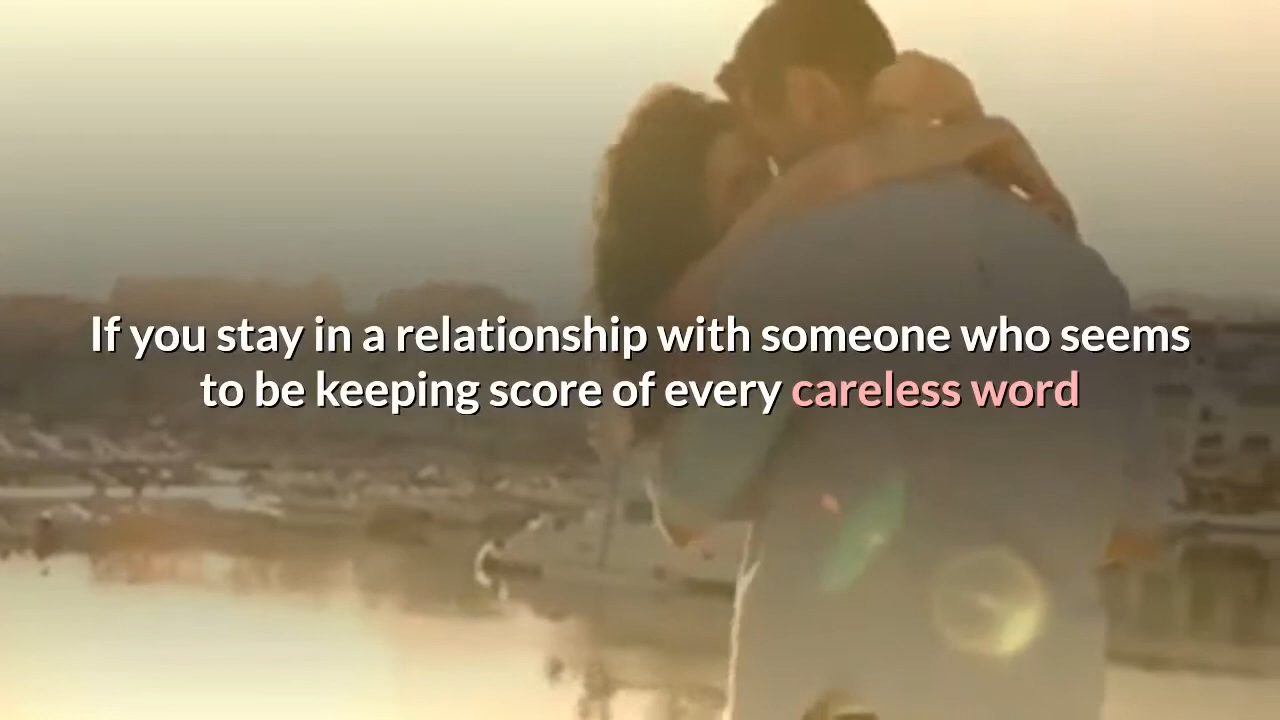 If you stay in a relationship with someone who seems
to be keeping score of every careless word